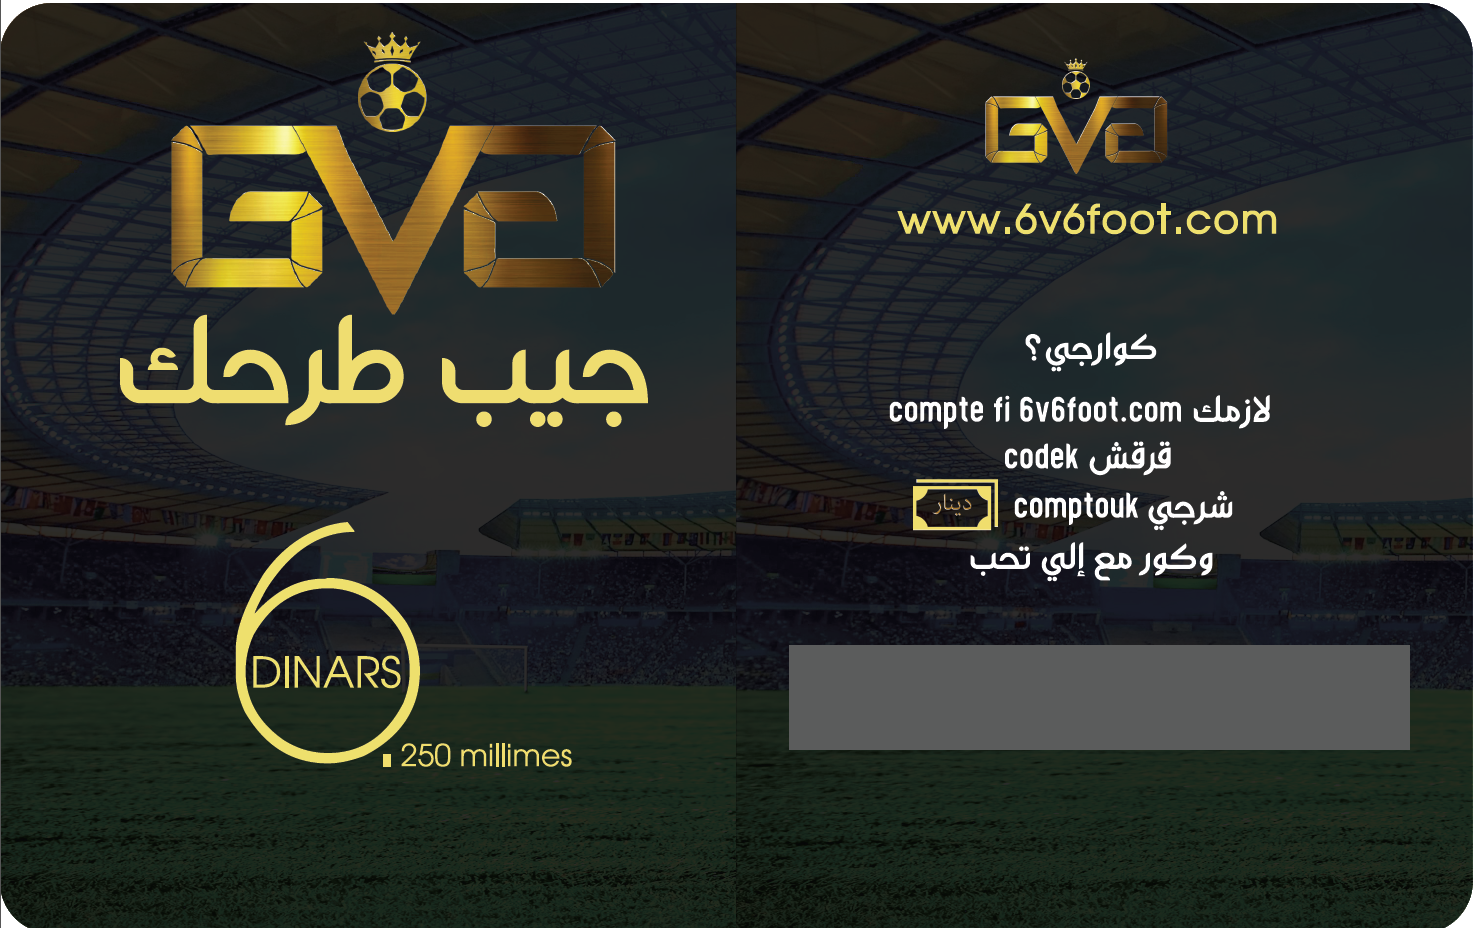 6V6
جيب طرحك
6
DINARS
.250 millimes
6V6
www.6v6foot.com
كوارجي؟
لازمك compte fi 6v6foot.com
قرقش codek
شرجي comptouk دينار
وكور مع إلي تحب